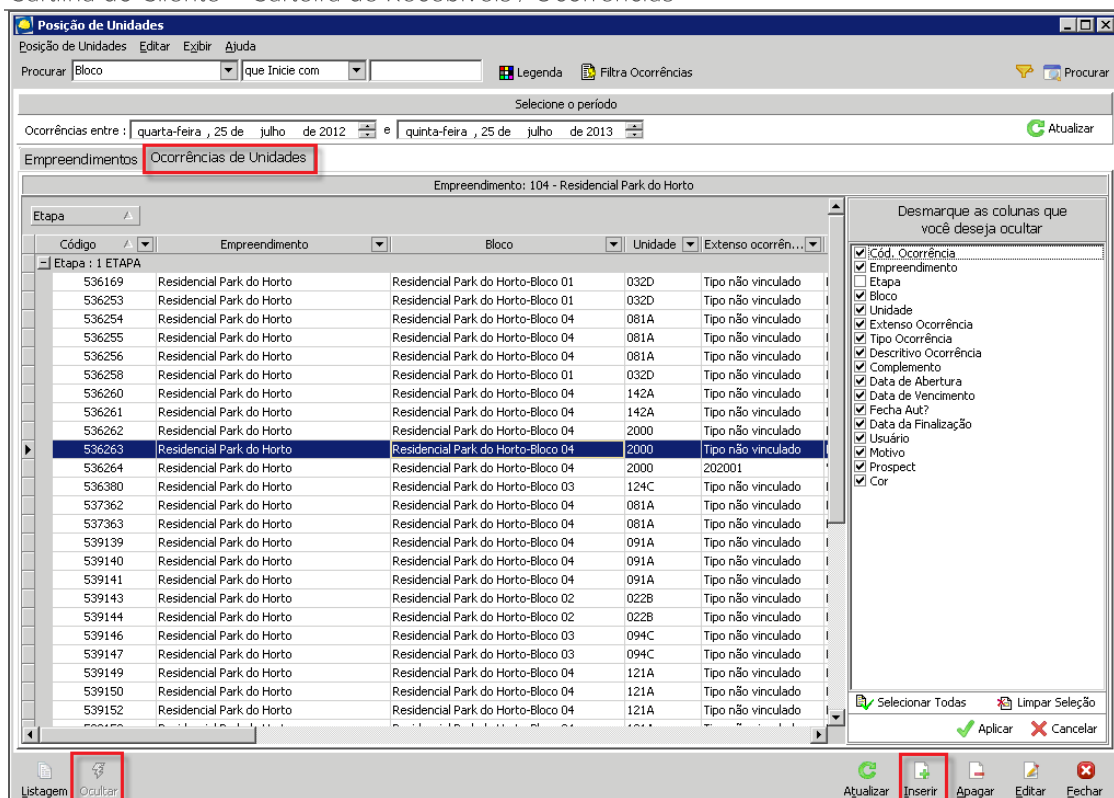 Cartilha do Cliente – Carteira de Recebíveis / Ocorrências
Posição de Unidades
Posição de Unidades Editar Exibir Ajuda
Procurar Bloco que Inicie com Legenda Filtra Ocorrências Procurar
Selecione o período
Ocorrências entre : quarta-feira , 25 de julho de 2012 e quinta-feira , 25 de julho de 2013 Atualizar
Empreendimentos Ocorrências de Unidades
Empreendimento: 104 - Residencial Park do Horto
Etapa
Código Empreendimento Bloco Unidade Extenso ocorrên...
Etapa : 1 ETAPA
536169 Residencial Park do Horto Residencial Park do Horto-Bloco 01 032D Tipo não vinculado
536253 Residencial Park do Horto Residencial Park do Horto-Bloco 01 032D Tipo não vinculado
536254 Residencial Park do Horto Residencial Park do Horto-Bloco 04 081A Tipo não vinculado
536255 Residencial Park do Horto Residencial Park do Horto-Bloco 04 081A Tipo não vinculado
536256 Residencial Park do Horto Residencial Park do Horto-Bloco 04 081A Tipo não vinculado
536258 Residencial Park do Horto Residencial Park do Horto-Bloco 01 032D Tipo não vinculado
536260 Residencial Park do Horto Residencial Park do Horto-Bloco 04 142A Tipo não vinculado
536261 Residencial Park do Horto Residencial Park do Horto-Bloco 04 142A Tipo não vinculado
536262 Residencial Park do Horto Residencial Park do Horto-Bloco 04 2000 Tipo não vinculado
536263 Residencial Park do Horto Residencial Park do Horto-Bloco 04 2000 Tipo não vinculado
536264 Residencial Park do Horto Residencial Park do Horto-Bloco 04 2000 202001
536380 Residencial Park do Horto Residencial Park do Horto-Bloco 03 124C Tipo não vinculado
537362 Residencial Park do Horto Residencial Park do Horto-Bloco 04 081A Tipo não vinculado
537363 Residencial Park do Horto Residencial Park do Horto-Bloco 04 081A Tipo não vinculado
539139 Residencial Park do Horto Residencial Park do Horto-Bloco 04 091A Tipo não vinculado
539140 Residencial Park do Horto Residencial Park do Horto-Bloco 04 091A Tipo não vinculado
539141 Residencial Park do Horto Residencial Park do Horto-Bloco 04 091A Tipo não vinculado
539143 Residencial Park do Horto Residencial Park do Horto-Bloco 02 022B Tipo não vinculado
539144 Residencial Park do Horto Residencial Park do Horto-Bloco 02 022B Tipo não vinculado
539146 Residencial Park do Horto Residencial Park do Horto-Bloco 03 094C Tipo não vinculado
539147 Residencial Park do Horto Residencial Park do Horto-Bloco 03 094C Tipo não vinculado
539149 Residencial Park do Horto Residencial Park do Horto-Bloco 04 121A Tipo não vinculado
539150 Residencial Park do Horto Residencial Park do Horto-Bloco 04 121A Tipo não vinculado
539152 Residencial Park do Horto Residencial Park do Horto-Bloco 04 121A Tipo não vinculado
Desmarque as colunas que
você deseja ocultar
Cód. Ocorrência
Empreendimento
Etapa
Bloco
Unidade
Extenso Ocorrência
Tipo Ocorrência
Descritivo Ocorrência
Complemento
Data de Abertura
Data de Vencimento
Fecha Aut?
Data da Finalização
Usuário
Motivo
Prospect
Cor
Selecionar Todas Limpar Seleção
Aplicar Cancelar
Listagem Ocultar Atualizar Inserir Apagar Editar Fechar